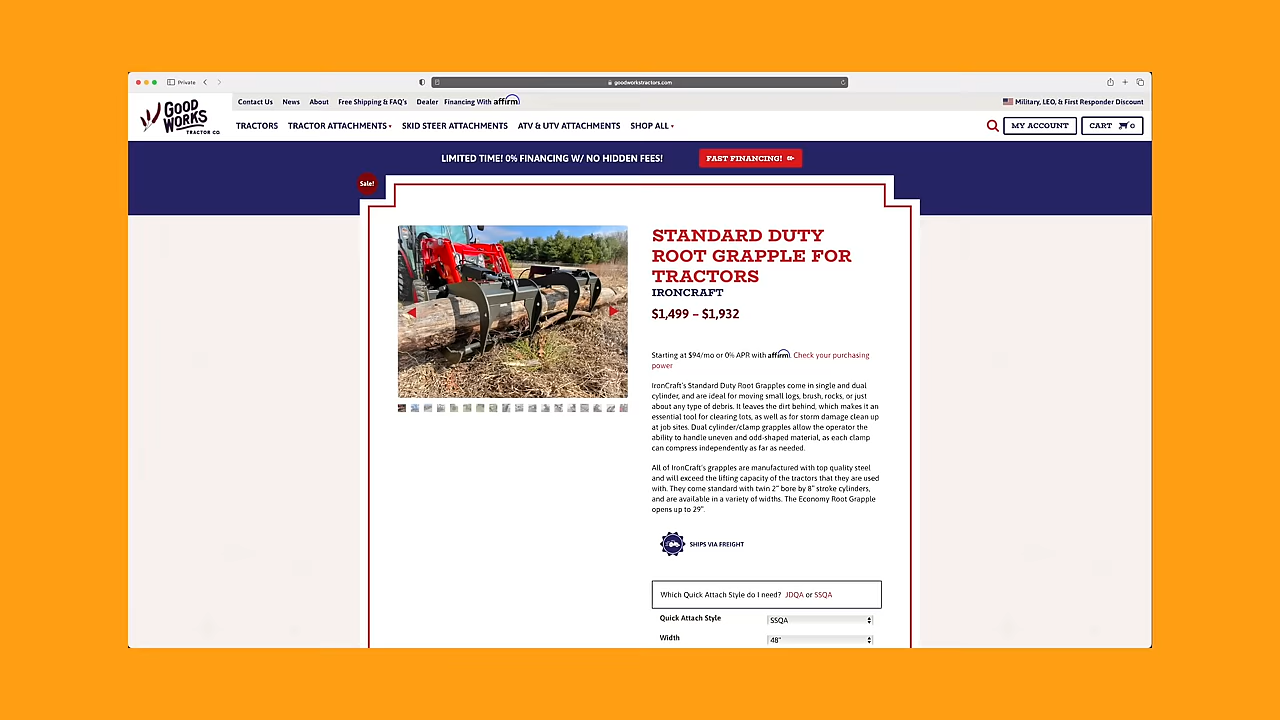 Private
goodworkstractors.com
GOOD
WORKS
TRACTOR CO
Contact Us News About Free Shipping & FAQ's Dealer Financing With affirm
Military, LEO, & First Responder Discount
TRACTORS TRACTOR ATTACHMENTS SKID STEER ATTACHMENTS ATV & UTV ATTACHMENTS SHOP ALL
MY ACCOUNT CART 0
LIMITED TIME! 0% FINANCING W/ NO HIDDEN FEES! FAST FINANCING!
Sale!
STANDARD DUTY
ROOT GRAPPLE FOR
TRACTORS
IRONCRAFT
$1,499 – $1,932
Starting at $94/mo or 0% APR with affirm. Check your purchasing
power
IronCraft's Standard Duty Root Grapples come in single and dual
cylinder, and are ideal for moving small logs, brush, rocks, or just
about any type of debris. It leaves the dirt behind, which makes it an
essential tool for clearing lots, as well as for storm damage clean up
at job sites. Dual cylinder/clamp grapples allow the operator the
ability to handle uneven and odd-shaped material, as each clamp
can compress independently as far as needed.
All of IronCraft's grapples are manufactured with top quality steel
and will exceed the lifting capacity of the tractors that they are used
with. They come standard with twin 2" bore by 8" stroke cylinders,
and are available in a variety of widths. The Economy Root Grapple
opens up to 29".
SHIPS VIA FREIGHT
Which Quick Attach Style do I need? JDQA or SSQA
Quick Attach Style SSQA
Width 48"